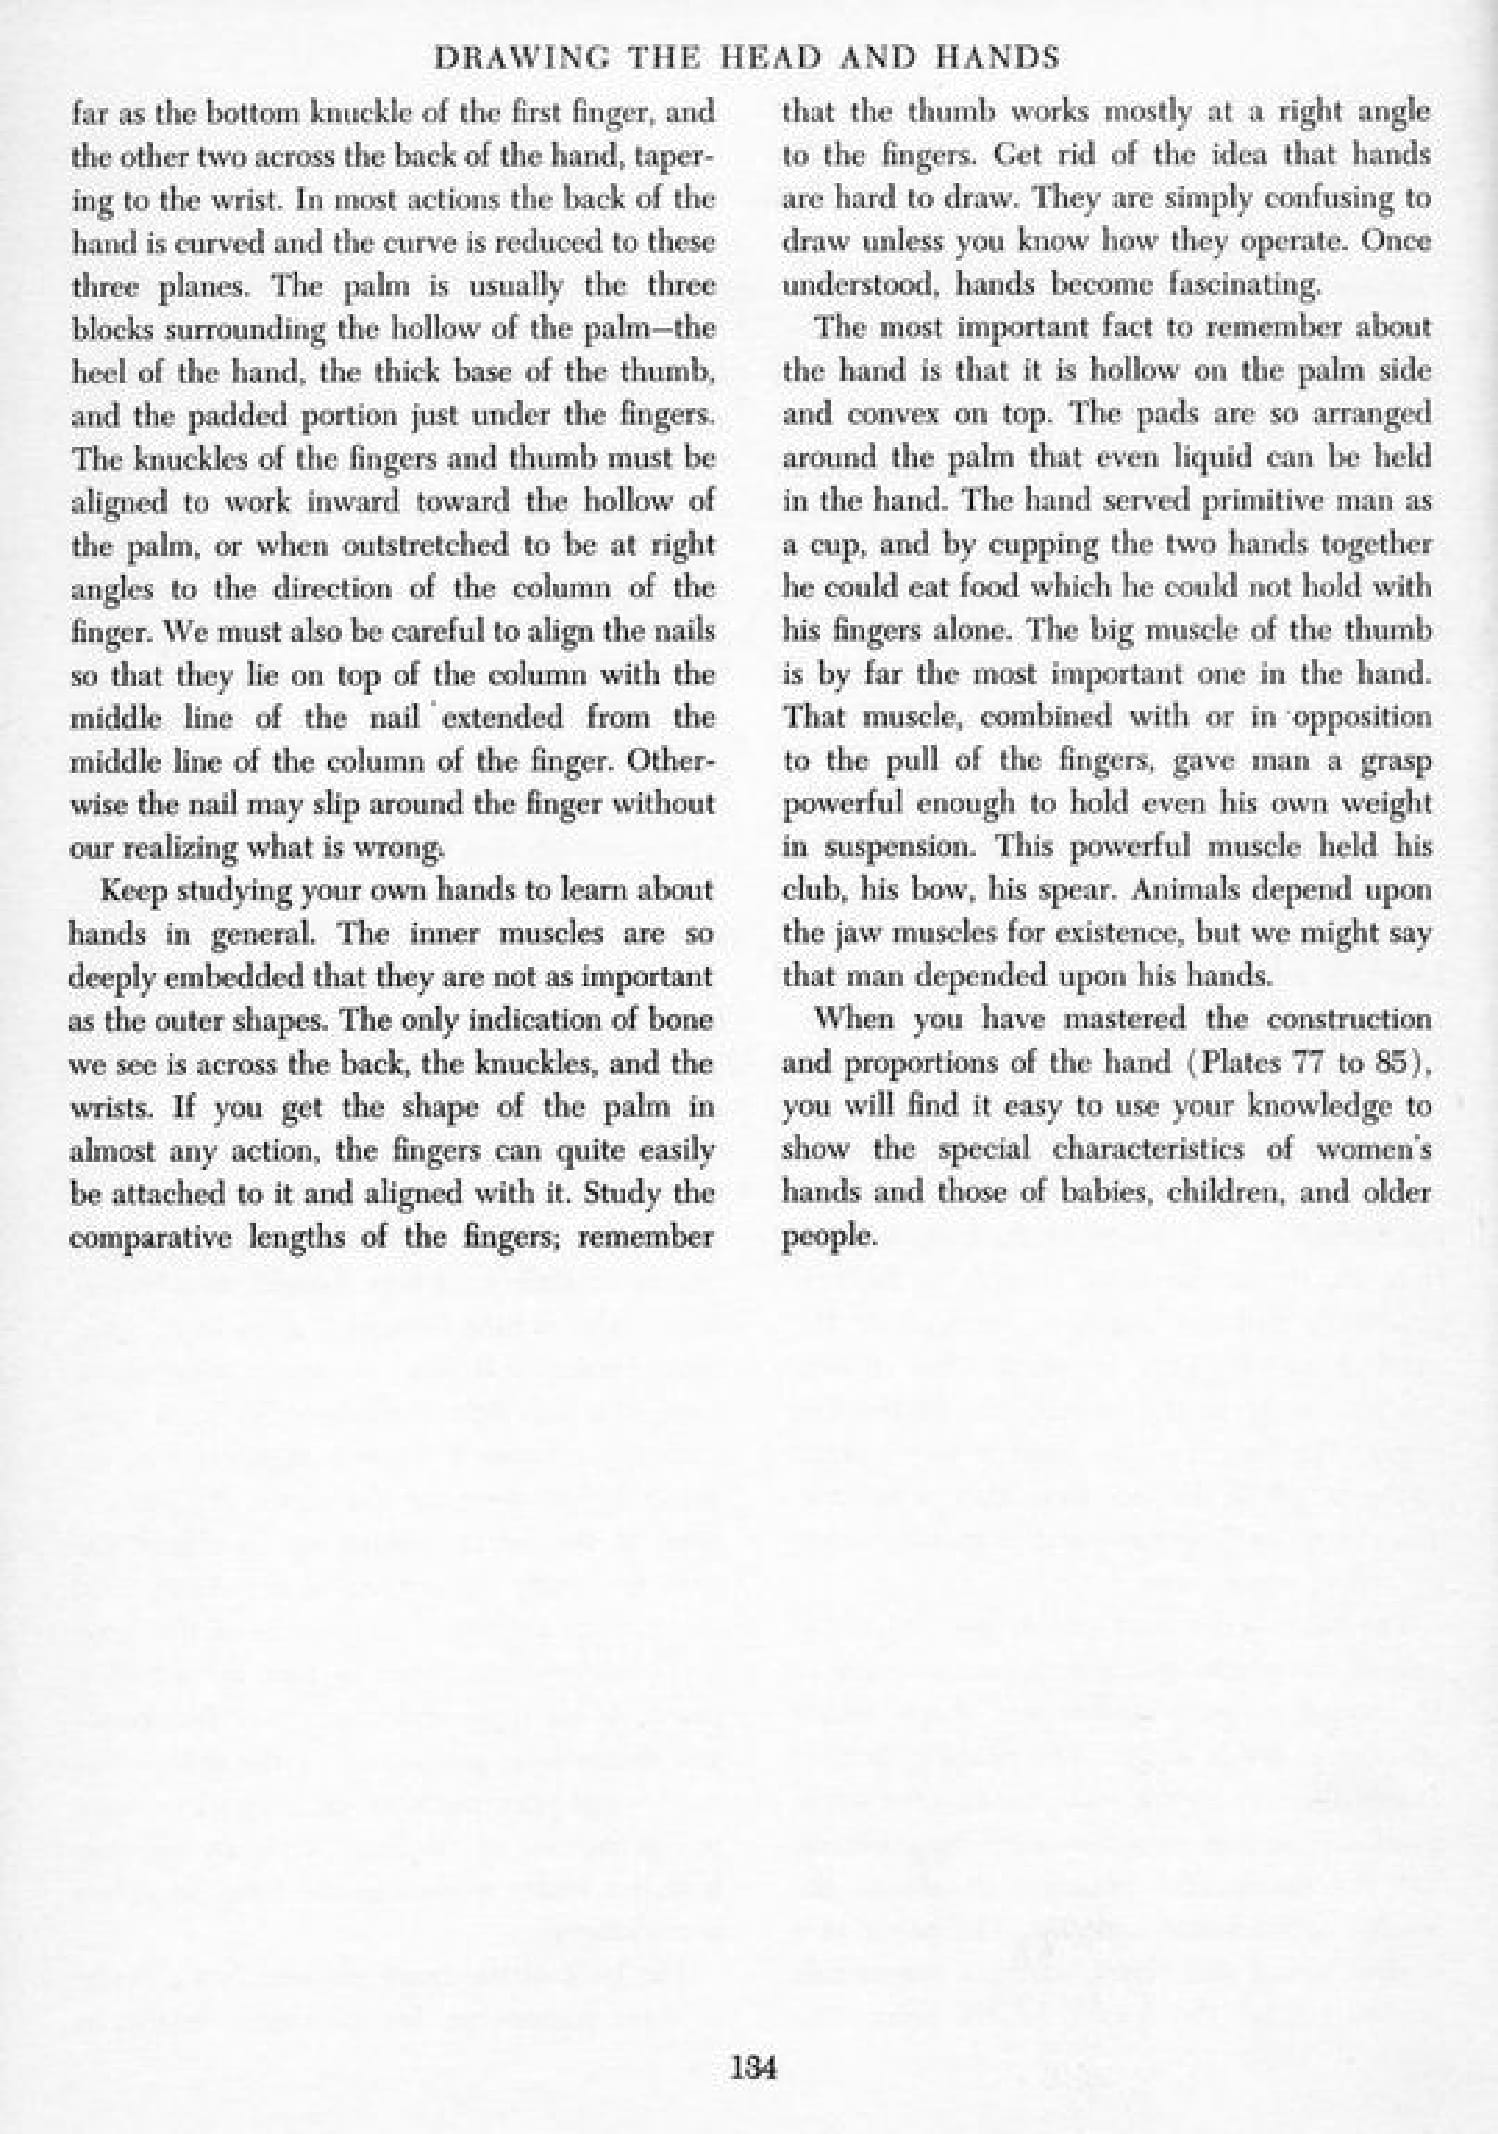 DRAWING THE HEAD AND HANDS
far as the bottom knuckle of the first finger, and
the other two across the back of the hand, taper-
ing to the wrist. In most actions the back of the
hand is curved and the curve is reduced to these
three planes. The palm is usually the three
blocks surrounding the hollow of the palm—the
heel of the hand, the thick base of the thumb,
and the padded portion just under the fingers.
The knuckles of the fingers and thumb must be
aligned to work inward toward the hollow of
the palm, or when outstretched to be at right
angles to the direction of the column of the
finger. We must also be careful to align the nails
so that they lie on top of the column with the
middle line of the nail extended from the
middle line of the column of the finger. Other-
wise the nail may slip around the finger without
our realizing what is wrong.
Keep studying your own hands to learn about
hands in general. The inner muscles are so
deeply embedded that they are not as important
as the outer shapes. The only indication of bone
we see is across the back, the knuckles, and the
wrists. If you get the shape of the palm in
almost any action, the fingers can quite easily
be attached to it and aligned with it. Study the
comparative lengths of the fingers; remember
that the thumb works mostly at a right angle
to the fingers. Get rid of the idea that hands
are hard to draw. They are simply confusing to
draw unless you know how they operate. Once
understood, hands become fascinating.
The most important fact to remember about
the hand is that it is hollow on the palm side
and convex on top. The pads are so arranged
around the palm that even liquid can be held
in the hand. The hand served primitive man as
a cup, and by cupping the two hands together
he could eat food which he could not hold with
his fingers alone. The big muscle of the thumb
is by far the most important one in the hand.
That muscle, combined with or in opposition
to the pull of the fingers, gave man a grasp
powerful enough to hold even his own weight
in suspension. This powerful muscle held his
club, his bow, his spear. Animals depend upon
the jaw muscles for existence, but we might say
that man depended upon his hands.
When you have mastered the construction
and proportions of the hand (Plates 77 to 85),
you will find it easy to use your knowledge to
show the special characteristics of women's
hands and those of babies, children, and older
people.
134